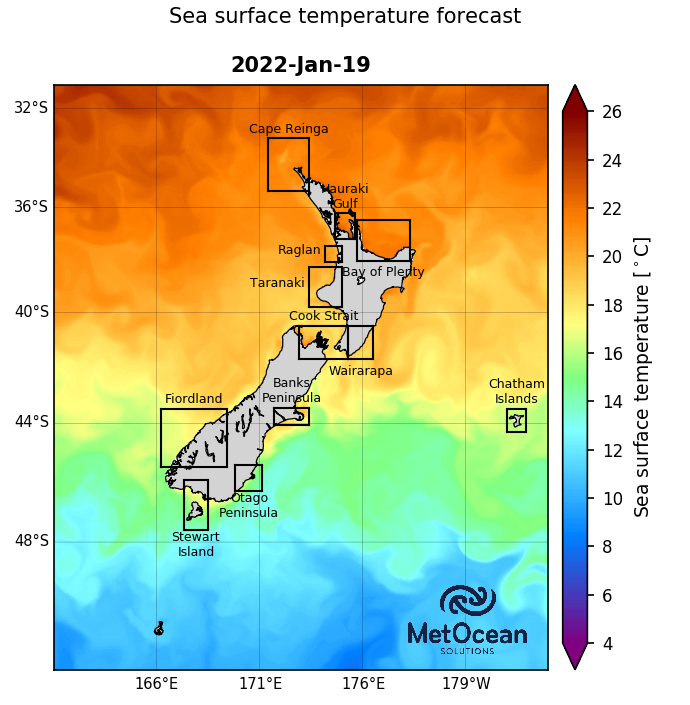 Sea surface temperature forecast
2022-Jan-19
32°S
36°S
40°S
44°S
48°S
Cape Reinga
Hauraki
Gulf
Raglan
Bay of Plenty
Taranaki
Cook Strait
Wairarapa
Banks
Peninsula
Fiordland
Chatham
Islands
Otago
Peninsula
Stewart
Island
MetOcean
SOLUTIONS
166°E
171°E
176°E
179°W
26
24
22
20
18
16
14
12
10
8
6
4
Sea surface temperature [°C]